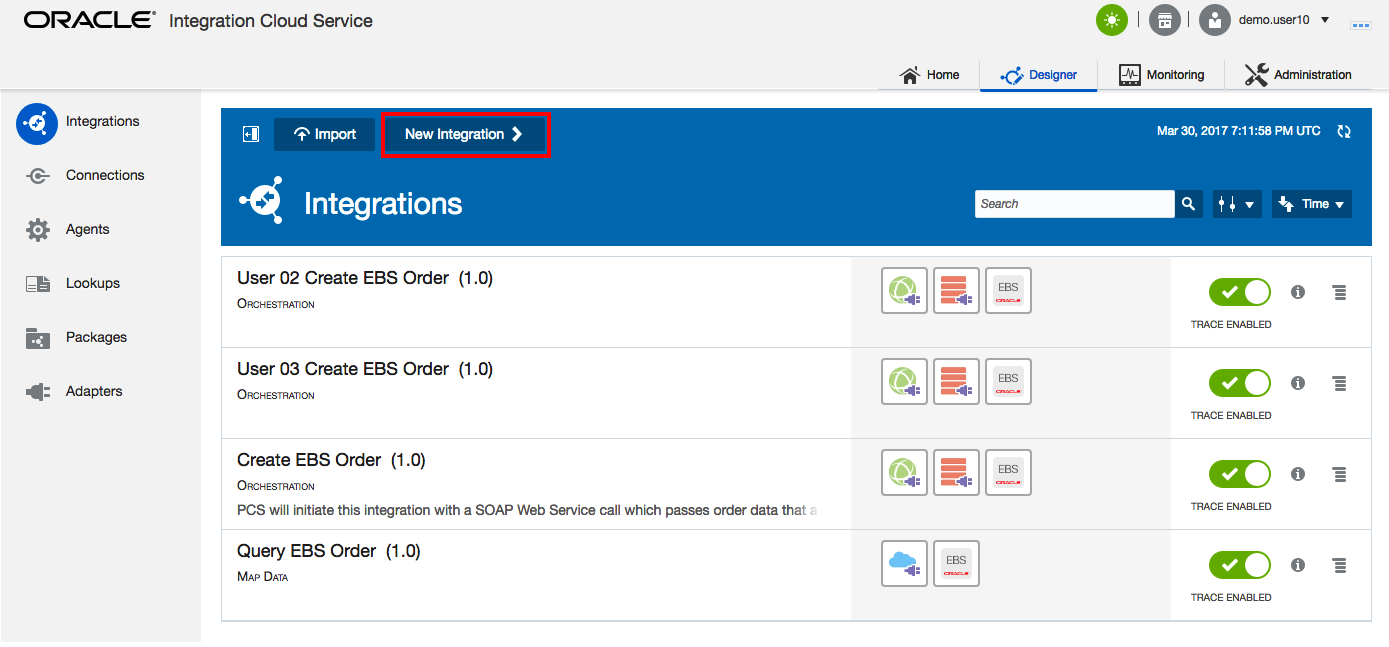 ORACLE® Integration Cloud Service
demo.user10
Home
Designer
Monitoring
Administration
Integrations
Connections
Agents
Lookups
Packages
Adapters
Import
New Integration
Mar 30, 2017 7:11:58 PM UTC
Integrations
Search
Time
User 02 Create EBS Order (1.0)
Orchestration
EBS
ORACLE
TRACE ENABLED
User 03 Create EBS Order (1.0)
Orchestration
EBS
ORACLE
TRACE ENABLED
Create EBS Order (1.0)
Orchestration
PCS will initiate this integration with a SOAP Web Service call which passes order data that a
EBS
ORACLE
TRACE ENABLED
Query EBS Order (1.0)
Map Data
EBS
ORACLE
TRACE ENABLED